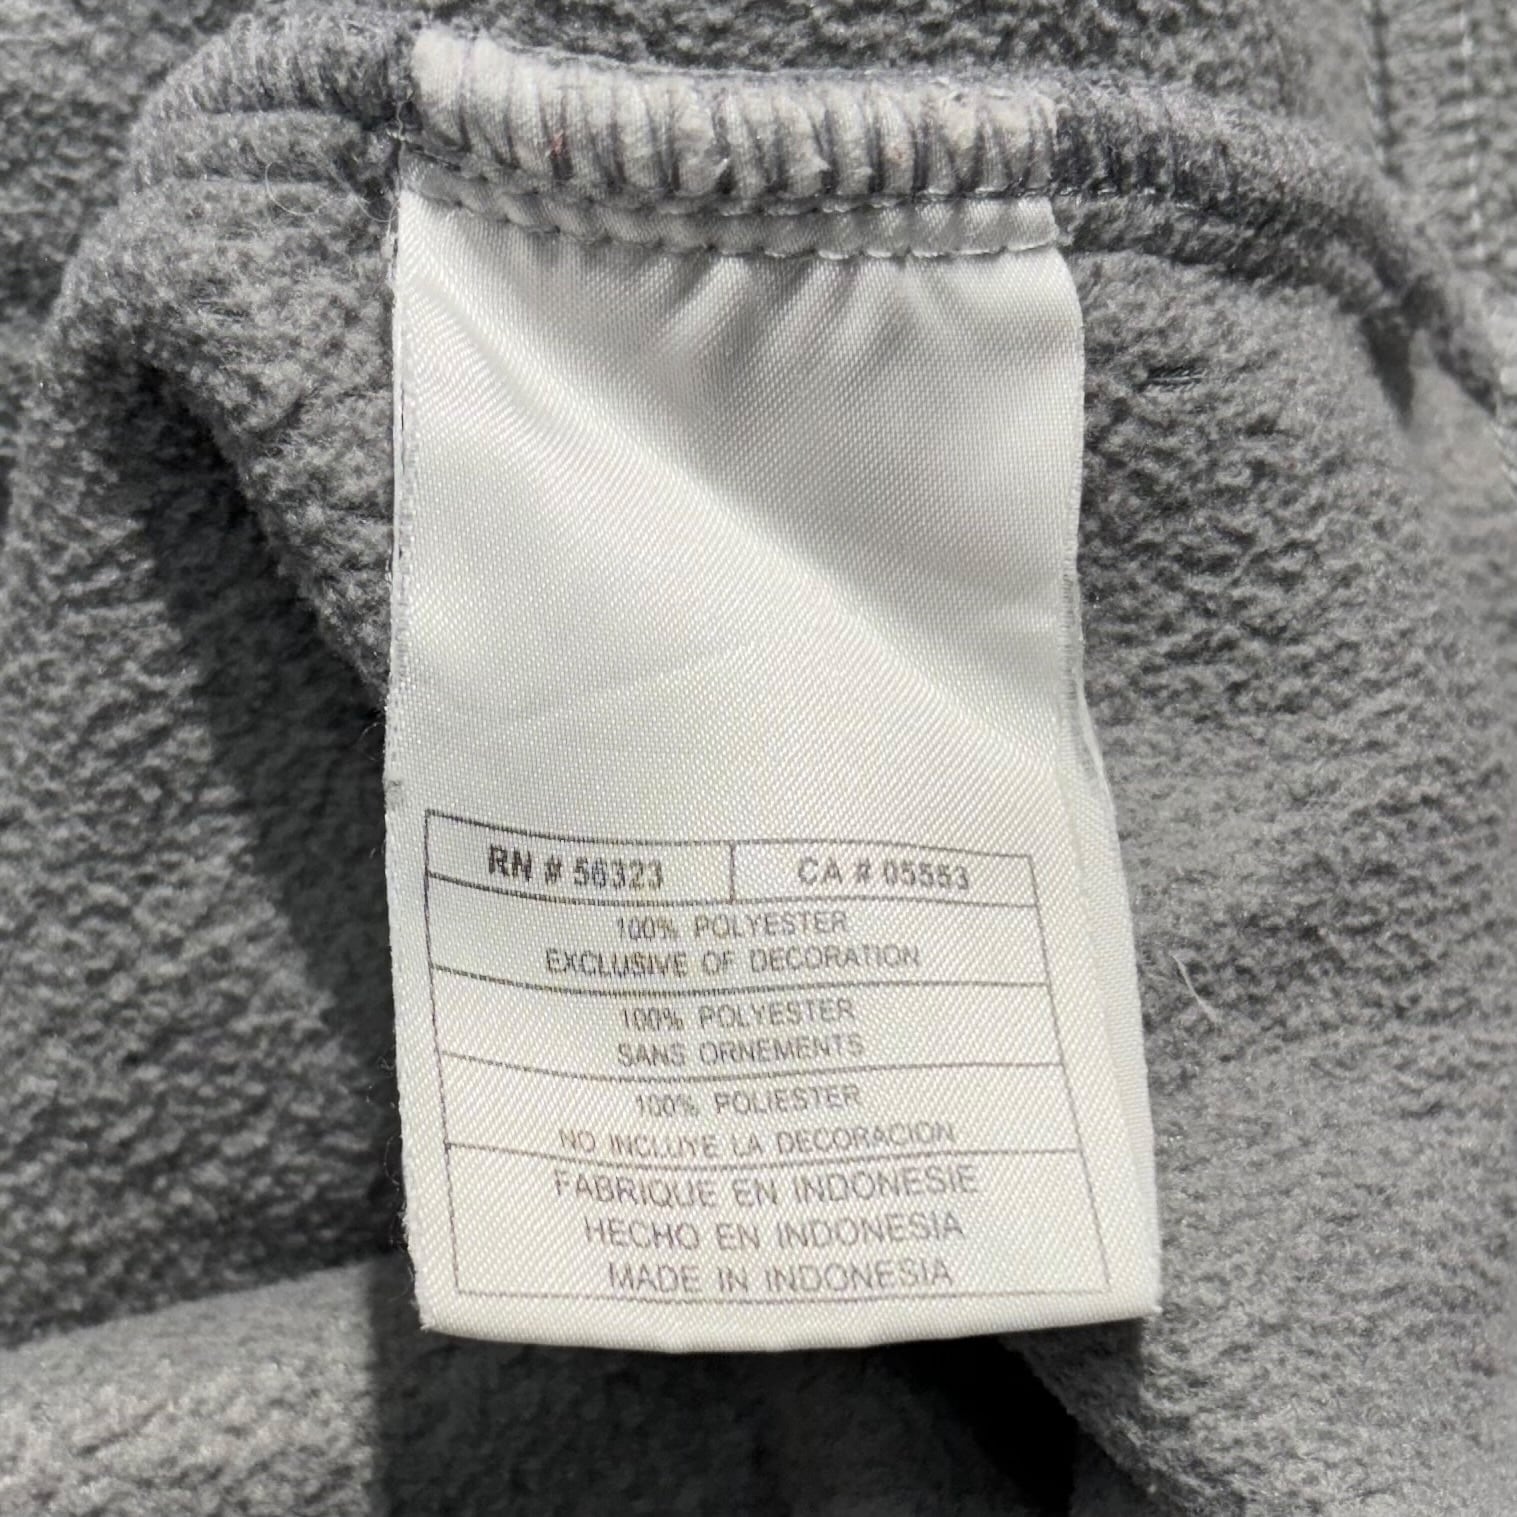 RN # 56323 CA # 05553
100% POLYESTER
EXCLUSIVE OF DECORATION
100% POLYESTER
SANS ORNEMENTS
100% POLIESTER
NO INCLUYE LA DECORACION
FABRIQUE EN INDONESIE
HECHO EN INDONESIA
MADE IN INDONESIA